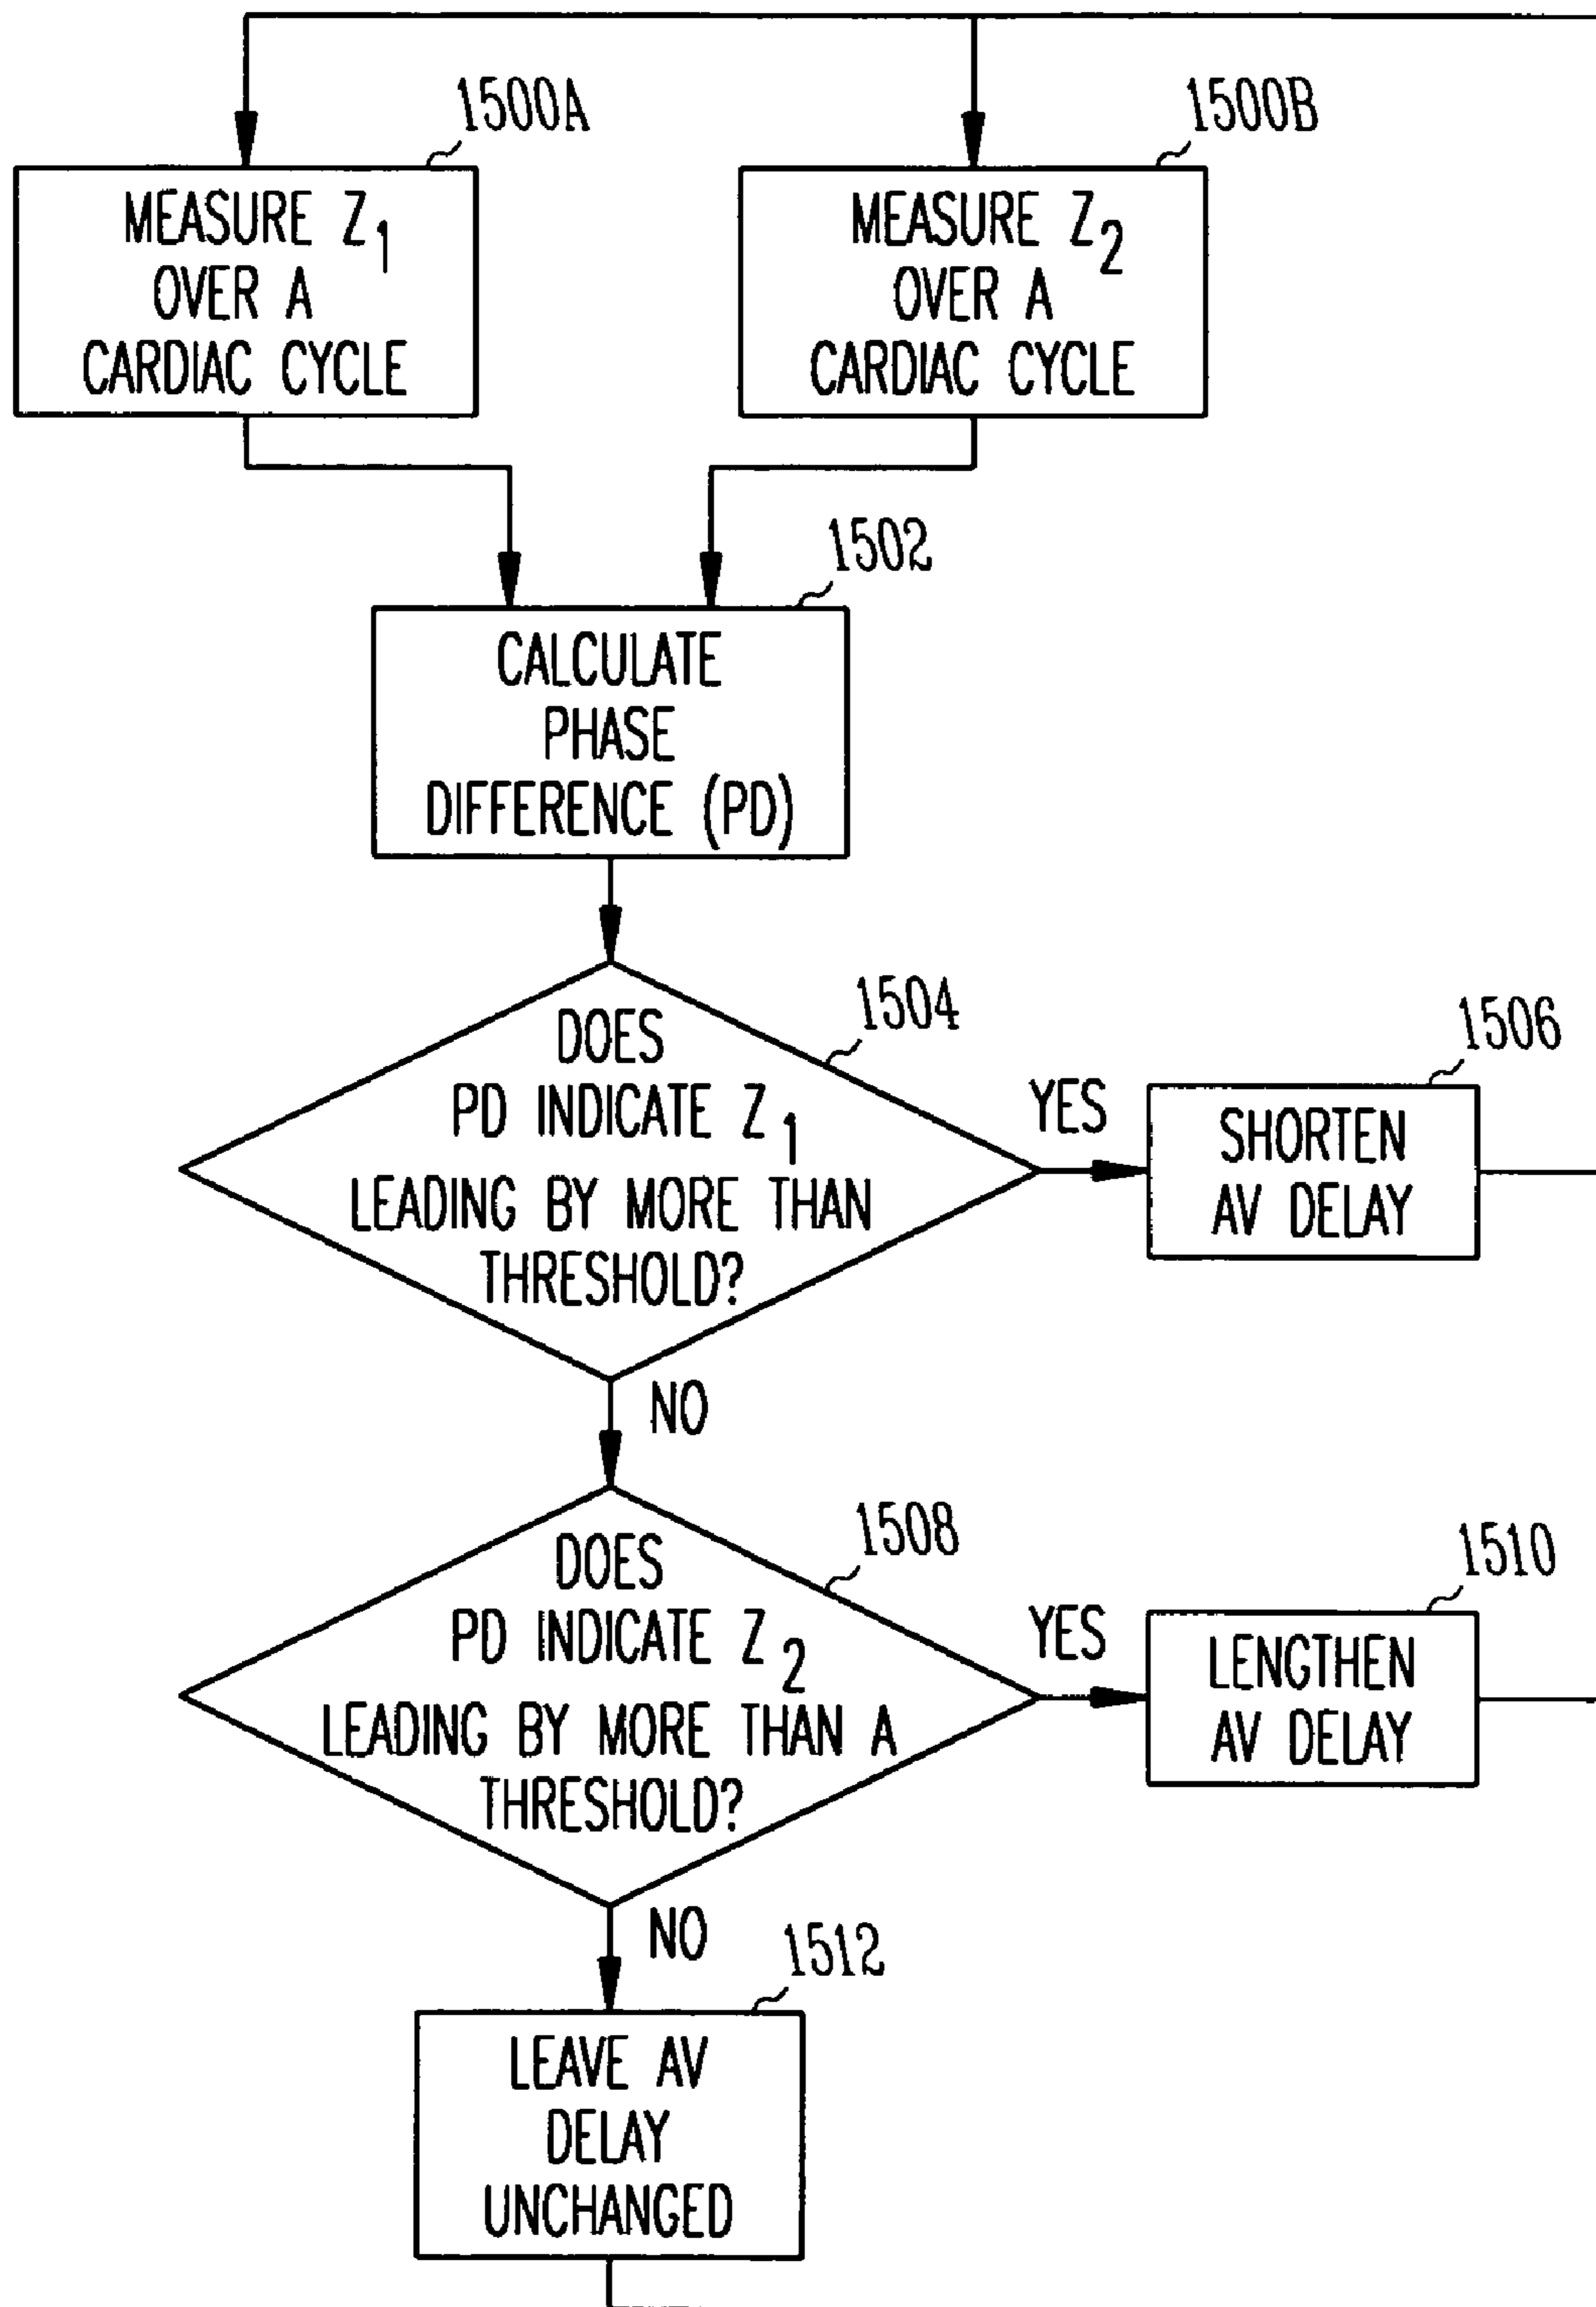 1500A
MEASURE Z1
OVER A
CARDIAC CYCLE
1500B
MEASURE Z2
OVER A
CARDIAC CYCLE
1502
CALCULATE
PHASE
DIFFERENCE (PD)
1504
DOES
PD INDICATE Z1
LEADING BY MORE THAN
THRESHOLD?
YES
1506
SHORTEN
AV DELAY
NO
1508
DOES
PD INDICATE Z2
LEADING BY MORE THAN A
THRESHOLD?
YES
1510
LENGTHEN
AV DELAY
NO
1512
LEAVE AV
DELAY
UNCHANGED